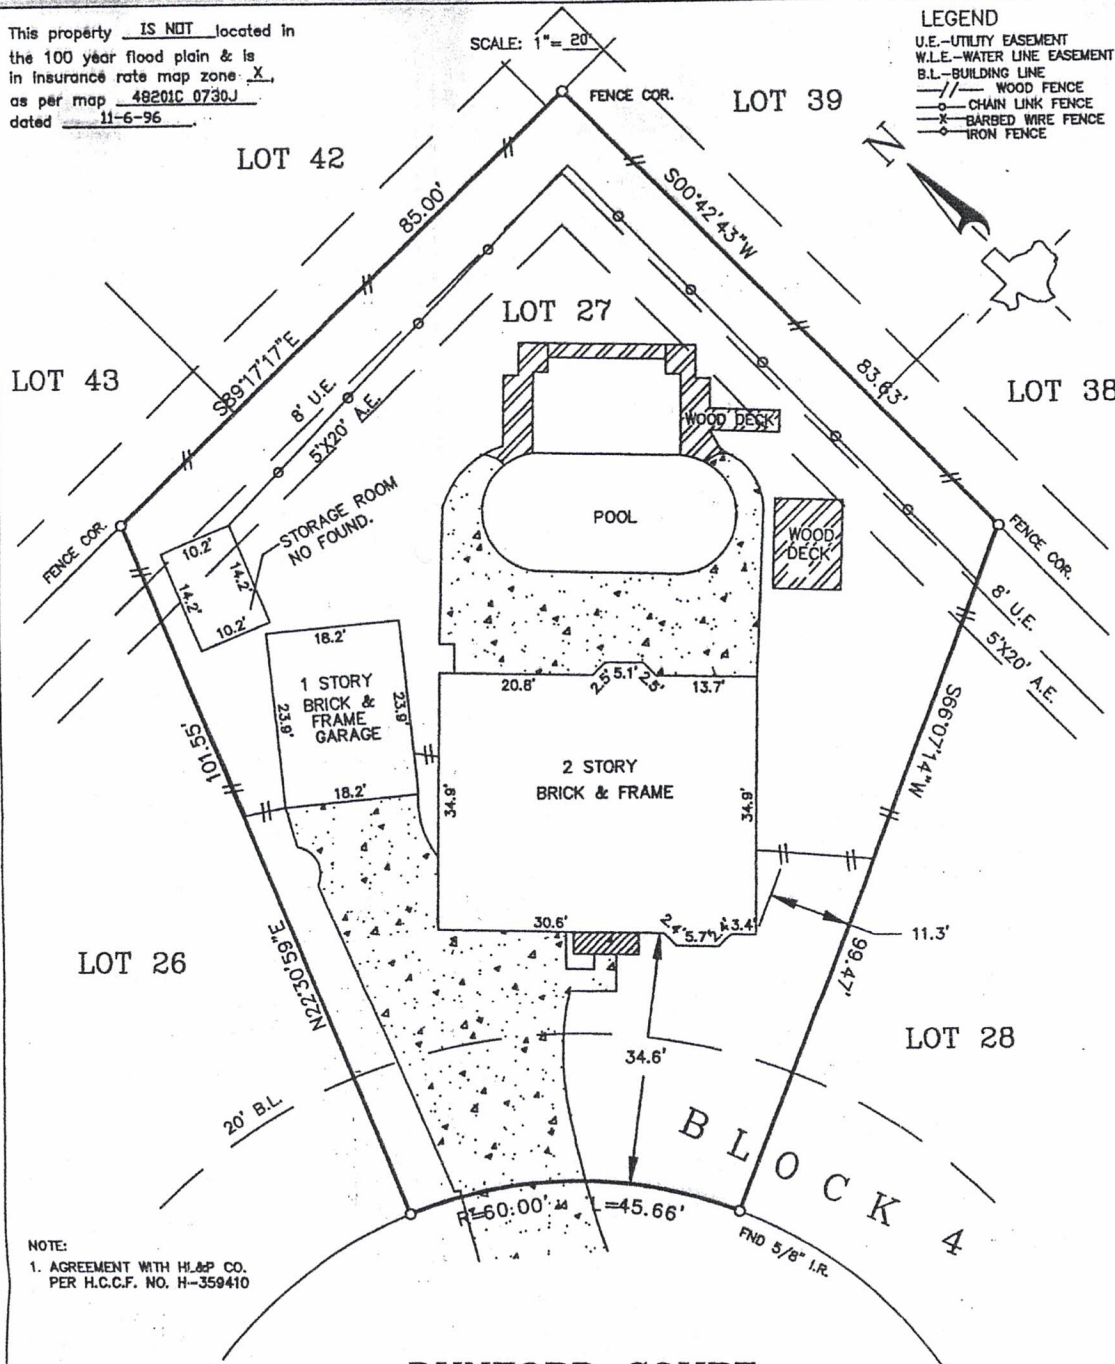 This property IS NOT located in
the 100 year flood plain & is
in insurance rate map zone X,
as per map 48201C 0730J
dated 11-6-96.
SCALE: 1"= 20'
LEGEND
U.E.-UTILITY EASEMENT
W.L.E.-WATER LINE EASEMENT
B.L.-BUILDING LINE
WOOD FENCE
CHAIN LINK FENCE
BARBED WIRE FENCE
IRON FENCE
FENCE COR.
LOT 39
N
LOT 42
85.00'
S00°42'43"W
LOT 27
LOT 43
S89°17'17"E
8' U.E.
5'X20' A.E.
83.63'
LOT 38
WOOD DECK
STORAGE ROOM
NO FOUND.
POOL
WOOD
DECK
FENCE COR.
FENCE COR.
10.2'
14.2'
14.2'
10.2'
8' U.E.
5'X20' A.E.
18.2'
1 STORY
BRICK &
FRAME
GARAGE
23.9'
23.9'
18.2'
20.8'
2.5'
5.1'
2.5'
13.7'
101.55'
S66°07'14"W
2 STORY
BRICK & FRAME
34.9'
34.9'
30.6'
5.7'
3.4'
11.3'
99.47'
LOT 26
N22°30'59"E
LOT 28
34.6'
20' B.L.
BLOCK 4
R=60.00'
L=45.66'
FND 5/8" I.R.
NOTE:
1. AGREEMENT WITH HL&P CO.
PER H.C.C.F. NO. H-359410